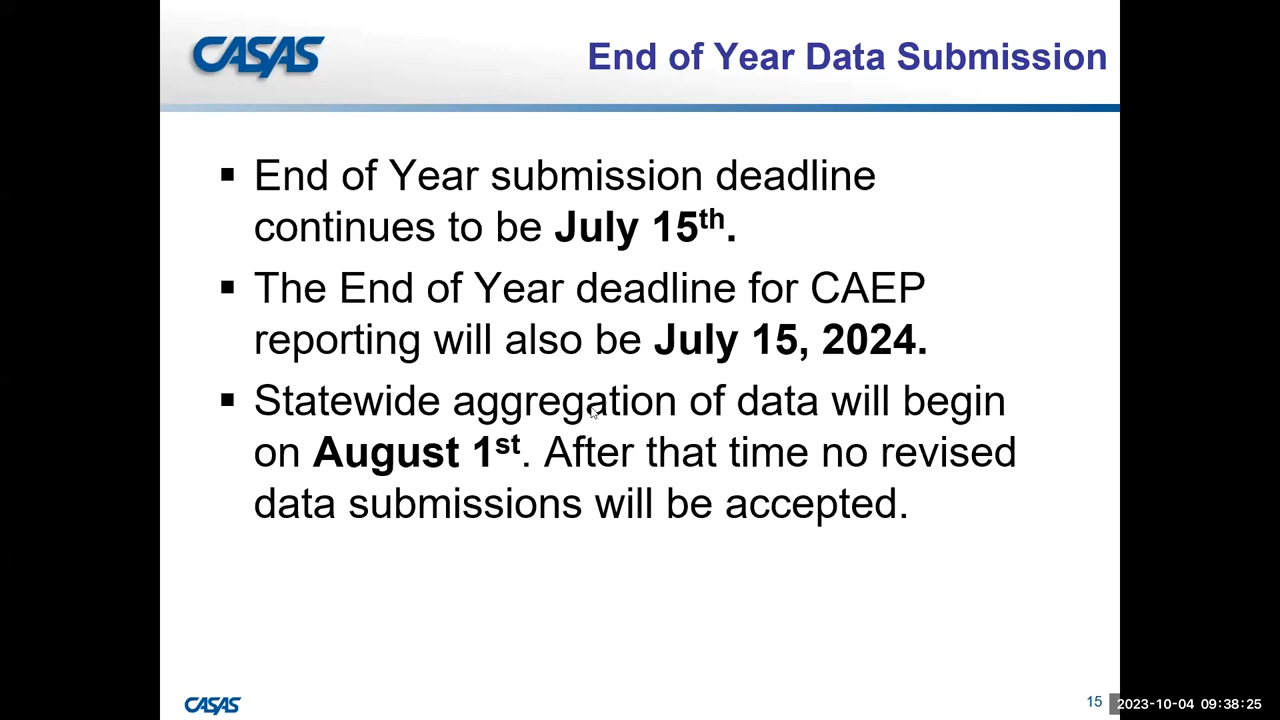 CASAS
End of Year Data Submission
▪ End of Year submission deadline
continues to be July 15th.
▪ The End of Year deadline for CAEP
reporting will also be July 15, 2024.
▪ Statewide aggregation of data will begin
on August 1st. After that time no revised
data submissions will be accepted.
CASAS
15
2023-10-04 09:38:25